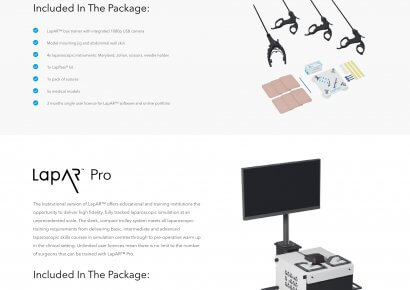 Included In The Package:
LapAR™ box trainer with integrated 1080p USB camera
Model mounting jig and abdominal wall skin
4x laparoscopic instruments: Maryland, Johan, scissors, needle holder
1x LapPass® kit
1x pack of sutures
5x medical models
3 months single user licence for LapAR™ software and online portfolio
LapAR™ Pro
The Institutional version of LapAR™ offers educational and training institutions the
opportunity to deliver high fidelity, fully tracked laparoscopic simulation at an
unprecedented scale. The sleek, compact trolley system meets all laparoscopic
training requirements from delivering basic, intermediate and advanced
laparoscopic skills courses in simulation centres through to pre-operative warm up
in the clinical setting. Unlimited user licences mean there is no limit to the number
of surgeons that can be trained with LapAR™ Pro.
Included In The Package: